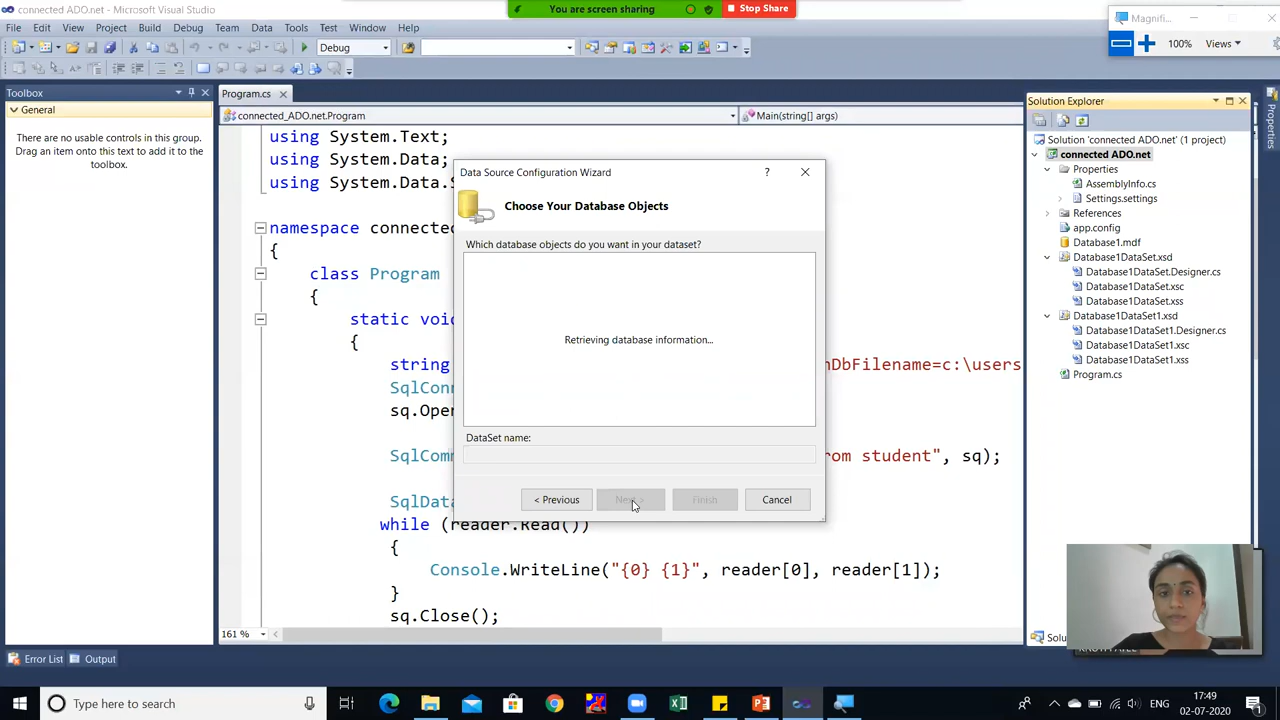 connected ADO.net - Microsoft Visual Studio
You are screen sharing
Stop Share
Magnifi...
File Edit View Project Build Debug Team Data Tools Test Window Help
Debug
100% Views
Toolbox
General
There are no usable controls in this group.
Drag an item onto this text to add it to the
toolbox.
Program.cs
connected_ADO.net.Program
Main(string[] args)
using System.Text;
using System.Data;
using System.Data.S
namespace connecte
{
class Program
{
static voi
{
string
nDbFilename=c:\users
SqlConn
sq.Open
SqlComm
om student", sq);
SqlData
while (reader.Read())
{
Console.WriteLine("{0} {1}", reader[0], reader[1]);
}
sq.Close();
161 %
Data Source Configuration Wizard
?
Choose Your Database Objects
Which database objects do you want in your dataset?
Retrieving database information...
DataSet name:
< Previous
Next >
Finish
Cancel
Solution Explorer
Solution 'connected ADO.net' (1 project)
connected ADO.net
Properties
AssemblyInfo.cs
Settings.settings
References
app.config
Database1.mdf
Database1DataSet.xsd
Database1DataSet.Designer.cs
Database1DataSet.xsc
Database1DataSet.xss
Database1DataSet1.xsd
Database1DataSet1.Designer.cs
Database1DataSet1.xsc
Database1DataSet1.xss
Program.cs
Properties
Solu
Error List
Output
Type here to search
ENG
17:49
02-07-2020